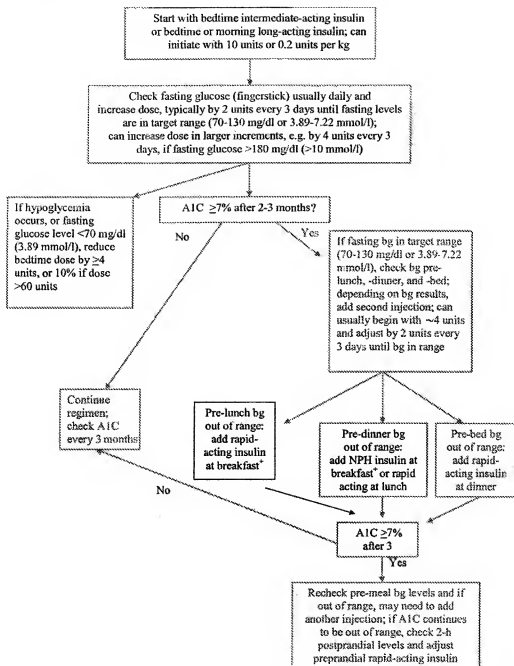 Start with bedtime intermediate-acting insulin
or bedtime or morning long-acting insulin; can
initiate with 10 units or 0.2 units per kg
Check fasting glucose (fingerstick) usually daily and
increase dose, typically by 2 units every 3 days until fasting levels
are in target range (70-130 mg/dl or 3.89-7.22 mmol/l);
can increase dose in larger increments, e.g. by 4 units every 3
days, if fasting glucose >180 mg/dl (>10 mmol/l)
If hypoglycemia
occurs, or fasting
glucose level <70 mg/dl
(3.89 mmol/l), reduce
bedtime dose by ≥4
units, or 10% if dose
>60 units
A1C ≥7% after 2-3 months?
No
Yes
If fasting bg in target range
(70-130 mg/dl or 3.89-7.22
mmol/l), check bg pre-
lunch, -dinner, and -bed;
depending on bg results,
add second injection; can
usually begin with ~4 units
and adjust by 2 units every
3 days until bg in range
Continue
regimen;
check A1C
every 3 months
Pre-lunch bg
out of range:
add rapid-
acting insulin
at breakfast⁺
Pre-dinner bg
out of range:
add NPH insulin at
breakfast⁺ or rapid
acting at lunch
Pre-bed bg
out of range:
add rapid-
acting insulin
at dinner
No
A1C ≥7%
after 3
Yes
Recheck pre-meal bg levels and if
out of range, may need to add
another injection; if A1C continues
to be out of range, check 2-h
postprandial levels and adjust
preprandial rapid-acting insulin